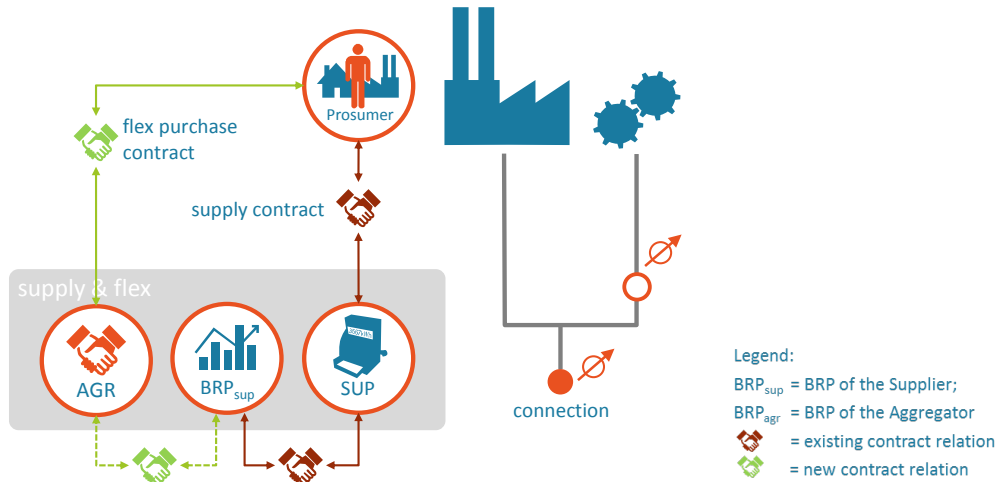 Prosumer
flex purchase
contract
supply contract
supply & flex
AGR
BRPsup
SUP
connection
Legend:
BRPsup = BRP of the Supplier;
BRPagr = BRP of the Aggregator
= existing contract relation
= new contract relation